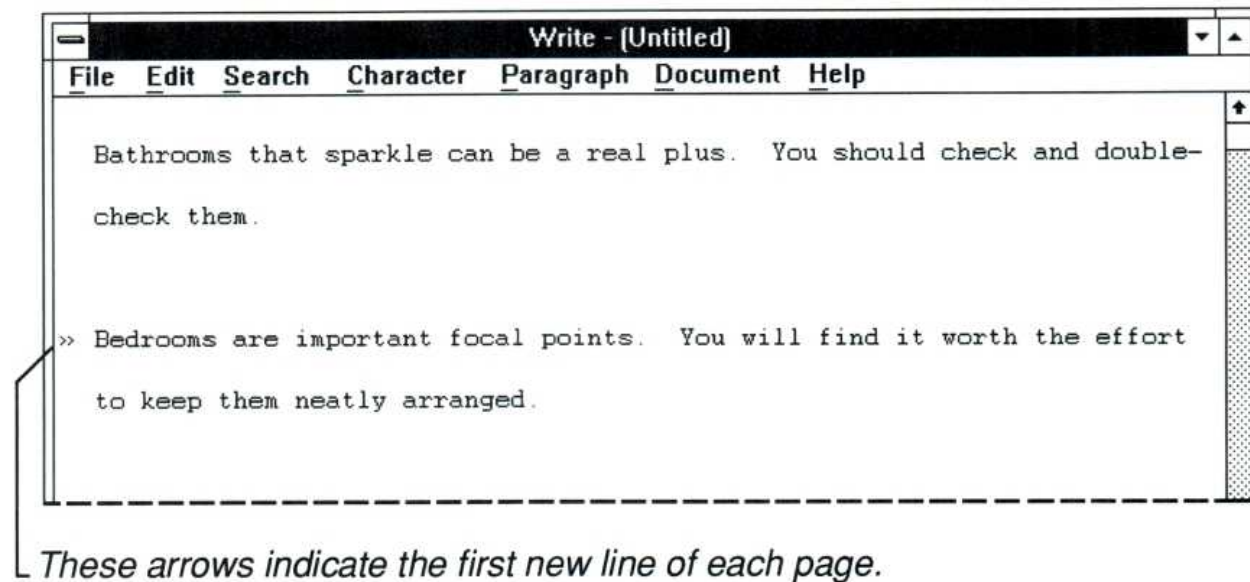 Write - (Untitled)
File Edit Search Character Paragraph Document Help
Bathrooms that sparkle can be a real plus.  You should check and double-
check them.
» Bedrooms are important focal points.  You will find it worth the effort
to keep them neatly arranged.
These arrows indicate the first new line of each page.